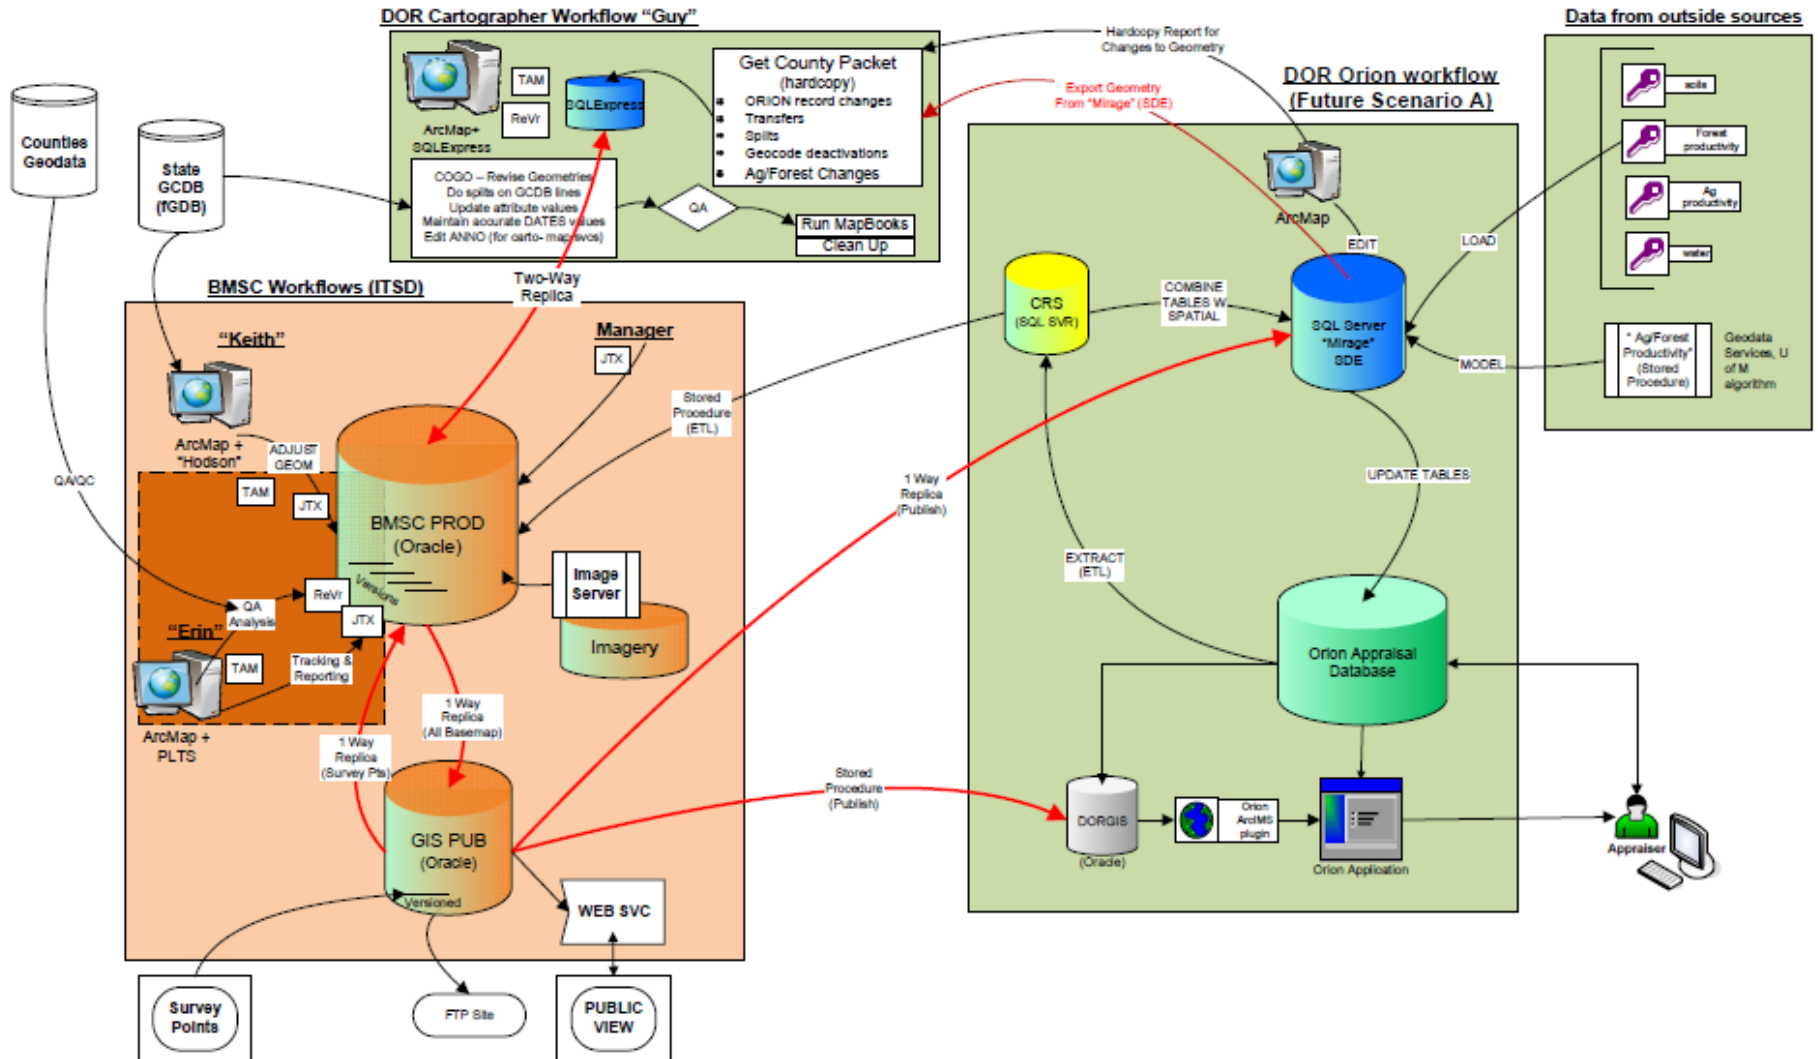 DOR Cartographer Workflow “Guy”
Data from outside sources
Hardcopy Report for
Changes to Geometry
DOR Orion workflow
(Future Scenario A)
Export Geometry
From “Mirage” (SDE)
Get County Packet
(hardcopy)
ORION record changes
Transfers
Splits
Geocode deactivations
Ag/Forest Changes
TAM
ReVr
SQLExpress
ArcMap+
SQLExpress
COGO – Revise Geometries
Do splits on GCDB lines
Update attribute values
Maintain accurate DATES values
Edit ANNO (for carto- map svcs)
QA
Run MapBooks
Clean Up
Counties
Geodata
State
GCDB
(fGDB)
soils
Forest
productivity
Ag
productivity
water
“ Ag/Forest
Productivity”
(Stored
Procedure)
Geodata
Services, U
of M
algorithm
ArcMap
EDIT
LOAD
MODEL
BMSC Workflows (ITSD)
Two-Way
Replica
Manager
JTX
“Keith”
ArcMap +
“Hodson”
ADJUST
GEOM
TAM
JTX
QA/QC
Stored
Procedure
(ETL)
CRS
(SQL SVR)
COMBINE
TABLES W
SPATIAL
SQL Server
“Mirage”
SDE
1 Way
Replica
(Publish)
UPDATE TABLES
EXTRACT
(ETL)
BMSC PROD
(Oracle)
Versions
Image
Server
Imagery
ReVr
JTX
QA
Analysis
“Erin”
TAM
Tracking &
Reporting
ArcMap +
PLTS
1 Way
Replica
(All Basemap)
1 Way
Replica
(Survey Pts)
GIS PUB
(Oracle)
Versioned
Stored
Procedure
(Publish)
Orion Appraisal
Database
DORGIS
(Oracle)
Orion
ArcIMS
plugin
Orion Application
Appraiser
WEB SVC
Survey
Points
FTP Site
PUBLIC
VIEW